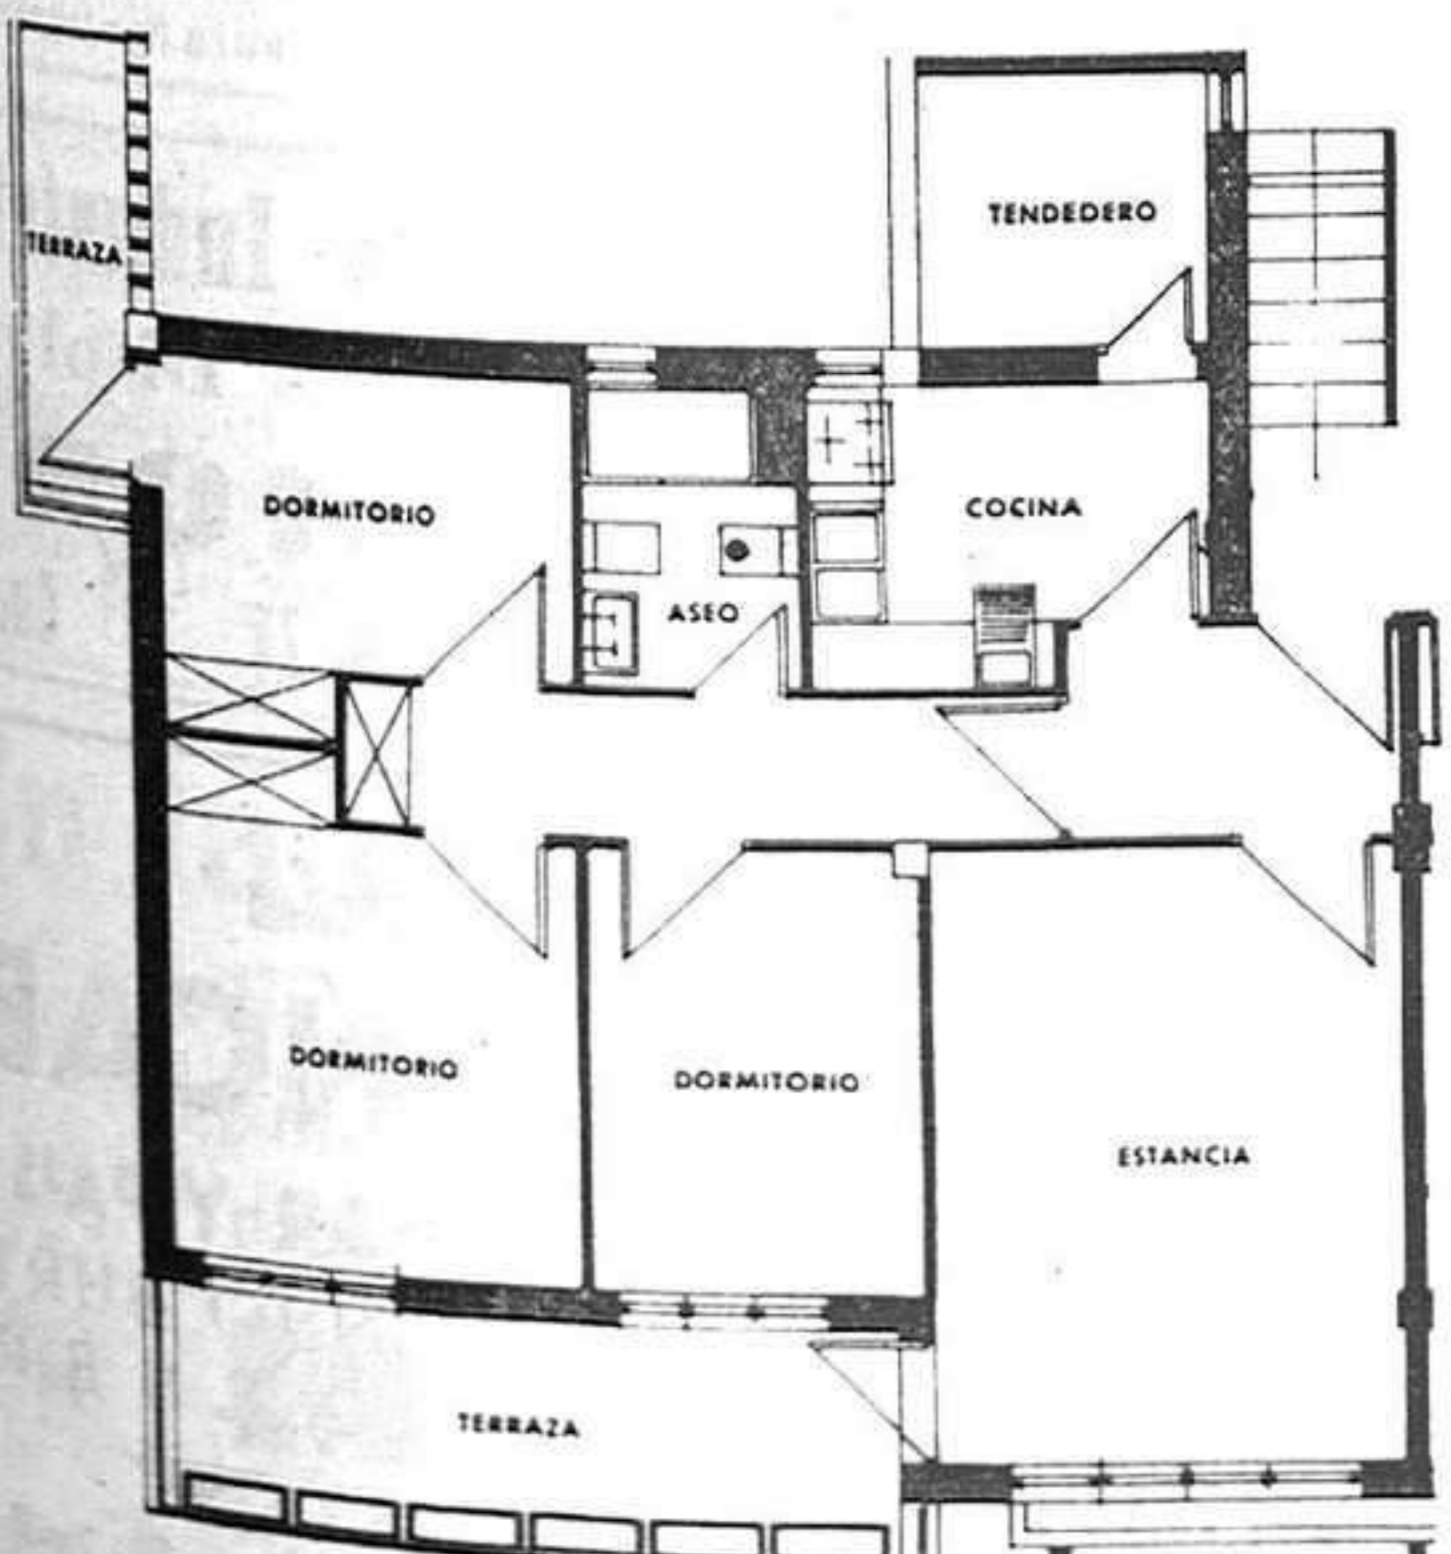 TENDEDERO
TERRAZA
DORMITORIO
COCINA
ASEO
DORMITORIO
DORMITORIO
ESTANCIA
TERRAZA